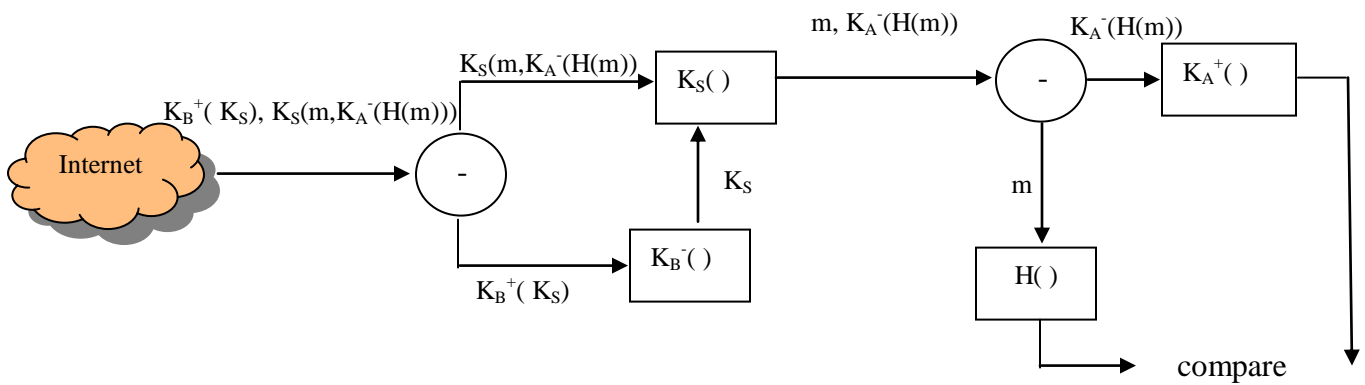 m, K_A^-(H(m))
K_A^-(H(m))
K_S(m,K_A^-(H(m))
K_S( )
-
K_A^+( )
K_B^+( K_S), K_S(m,K_A^-(H(m)))
Internet
-
K_S
m
K_B^-( )
H( )
K_B^+( K_S)
compare